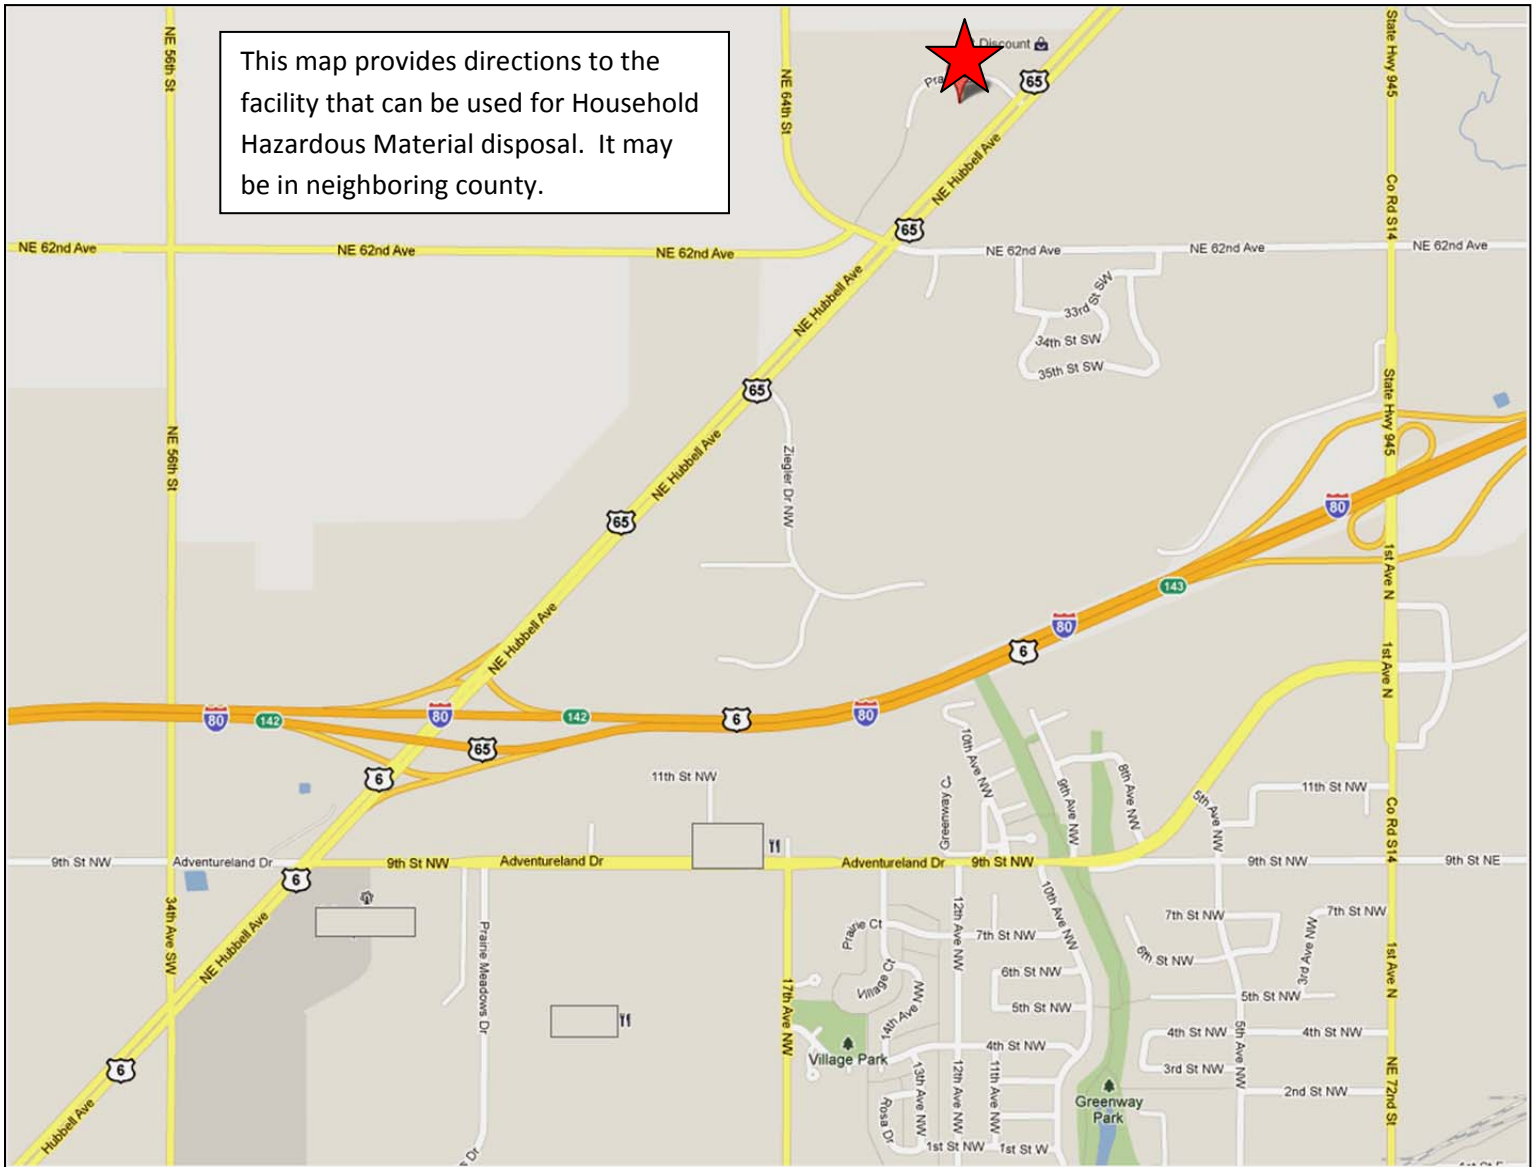 This map provides directions to the
facility that can be used for Household
Hazardous Material disposal.  It may
be in neighboring county.
NE 56th St
NE 64th St
Discount
65
State Hwy 945
NE Hubbell Ave
Co Rd S14
65
NE 62nd Ave
NE 62nd Ave
NE 62nd Ave
NE 62nd Ave
NE 62nd Ave
NE 62nd Ave
NE Hubbell Ave
33rd St SW
34th St SW
35th St SW
65
State Hwy 945
NE 56th St
NE Hubbell Ave
Ziegler Dr NW
65
80
1st Ave N
143
NE Hubbell Ave
80
6
1st Ave N
80
142
80
142
6
80
65
6
10th Ave NW
9th Ave NW
8th Ave NW
11th St NW
Greenway Ct
5th Ave NW
11th St NW
Co Rd S14
9th St NW
Adventureland Dr
9th St NW
Adventureland Dr
Adventureland Dr
9th St NW
9th St NW
9th St NE
6
34th Ave SW
NE Hubbell Ave
Prairie Meadows Dr
17th Ave NW
Prairie Ct
12th Ave NW
10th Ave NW
7th St NW
7th St NW
7th St NW
6th St NW
6th St NW
3rd Ave NW
1st Ave N
Village Ct
14th Ave NW
5th St NW
5th St NW
4th St NW
4th St NW
4th St NW
Village Park
3rd St NW
5th Ave NW
2nd St NW
NE 72nd St
13th Ave NW
12th Ave NW
11th Ave NW
Rosa Dr
Greenway
Park
6
Hubbell Ave
s Dr
1st St NW
1st St W